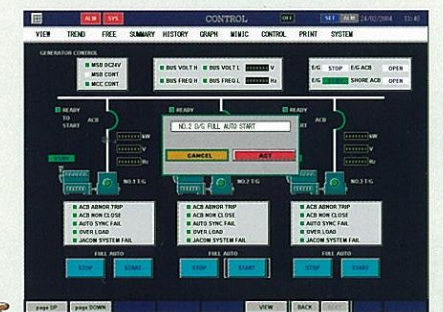 ALM SYS CONTROL OFF SET ALM 24/02/2004 11:40
VIEW TREND FREE SUMMARY HISTORY GRAPH MIMIC CONTROL PRINT SYSTEM
GENERATOR CONTROL
MSB DC24V
MSB CONT
MCC CONT
BUS VOLT H BUS VOLT L V
BUS FREQ H BUS FREQ L Hz
E/G STOP E/G ACB OPEN
E/G SHORE ACB OPEN
READY TO START ACB
READY
READY
kW
V
Hz
NO.2 D/G FULL AUTO START
CANCEL ACT
NO.1 T/G NO.2 T/G NO.3 T/G
ACB ABNOR TRIP ACB ABNOR TRIP ACB ABNOR TRIP
ACB NON CLOSE ACB NON CLOSE ACB NON CLOSE
AUTO SYNC FAIL AUTO SYNC FAIL AUTO SYNC FAIL
OVER LOAD OVER LOAD OVER LOAD
JACOM SYSTEM FAIL JACOM SYSTEM FAIL JACOM SYSTEM FAIL
FULL AUTO FULL AUTO FULL AUTO
STOP START STOP START STOP START
page UP page DOWN VIEW BACK NEXT